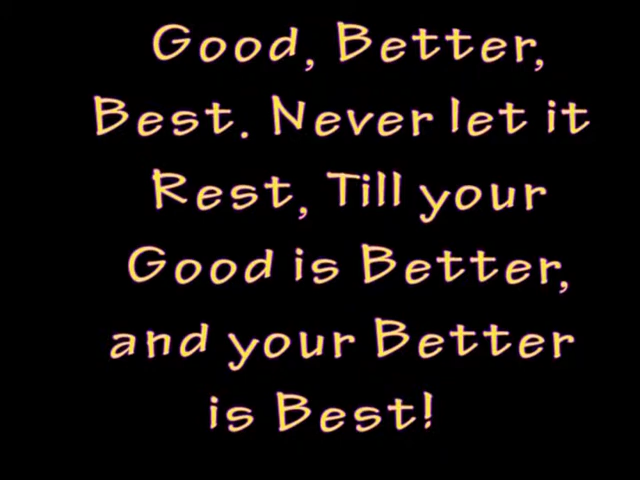 Good, Better,
Best. Never let it
Rest, Till your
Good is Better,
and your Better
is Best!